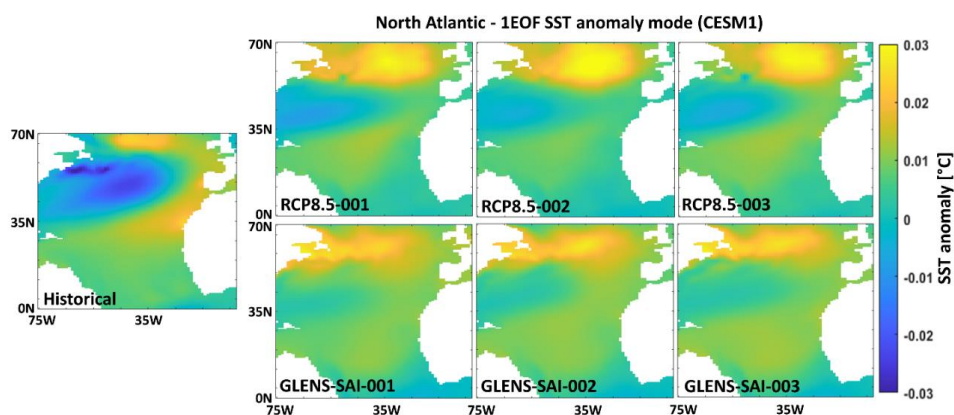 North Atlantic - 1EOF SST anomaly mode (CESM1)
70N
35N
0N
RCP8.5-001
RCP8.5-002
RCP8.5-003
70N
35N
0N
75W
35W
Historical
70N
35N
0N
75W
35W
75W
35W
75W
35W
GLENS-SAI-001
GLENS-SAI-002
GLENS-SAI-003
0.03
0.02
0.01
0
-0.01
-0.02
-0.03
SST anomaly [°C]